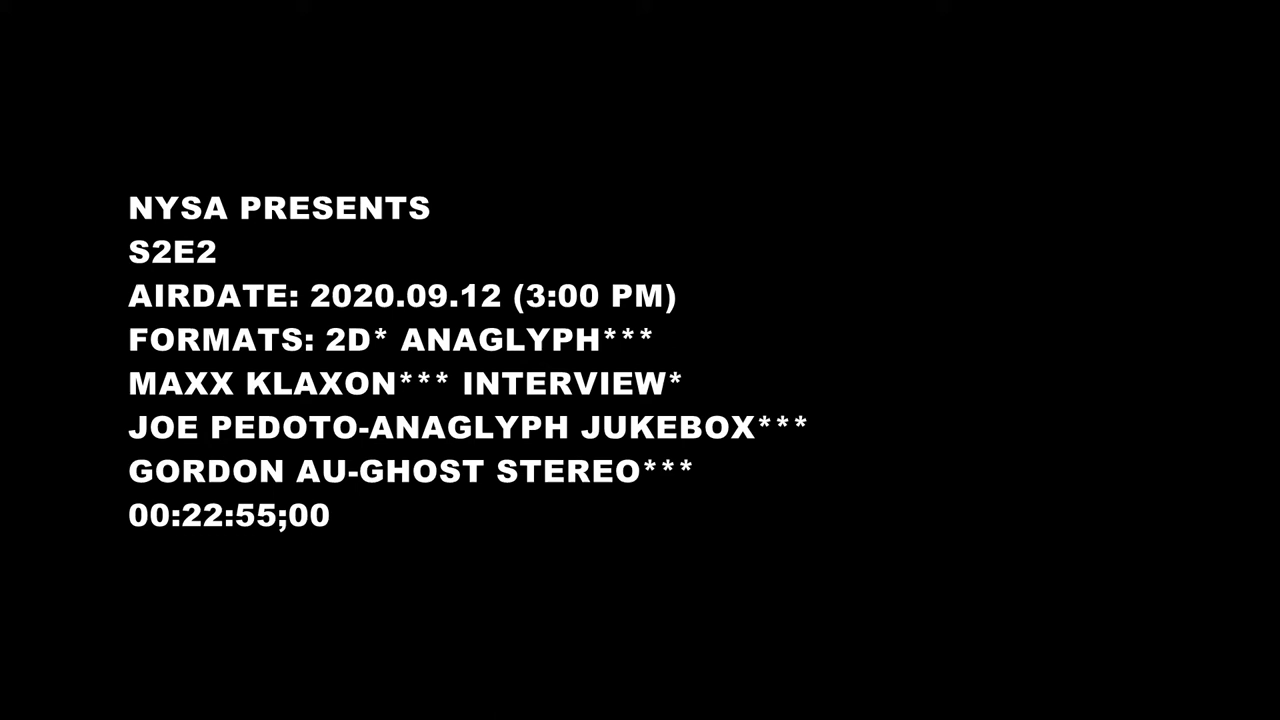 NYSA PRESENTS
S2E2
AIRDATE: 2020.09.12 (3:00 PM)
FORMATS: 2D* ANAGLYPH***
MAXX KLAXON*** INTERVIEW*
JOE PEDOTO-ANAGLYPH JUKEBOX***
GORDON AU-GHOST STEREO***
00:22:55;00